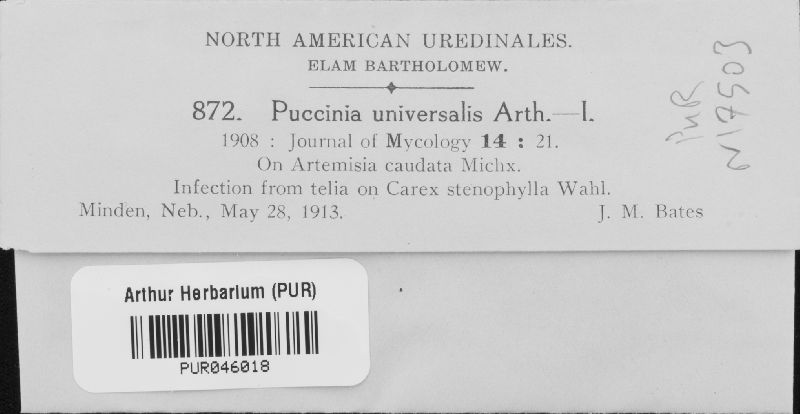 NORTH AMERICAN UREDINALES.
ELAM BARTHOLOMEW.
872. Puccinia universalis Arth.—I.
1908 : Journal of Mycology 14 : 21.
On Artemisia caudata Michx.
Infection from telia on Carex stenophylla Wahl.
Minden, Neb., May 28, 1913. J. M. Bates
PUR
N17503
Arthur Herbarium (PUR)
PUR046018